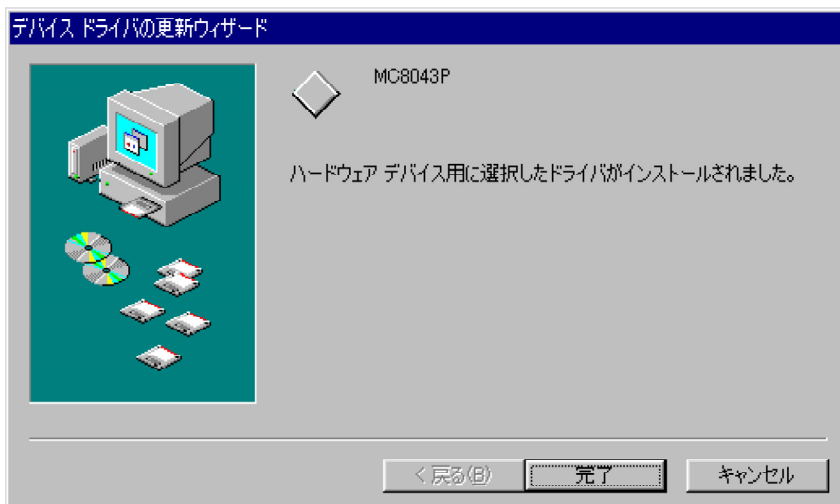 デバイス ドライバの更新ウィザード
MC8043P
ハードウェア デバイス用に選択したドライバがインストールされました。
< 戻る(B)
完了
キャンセル